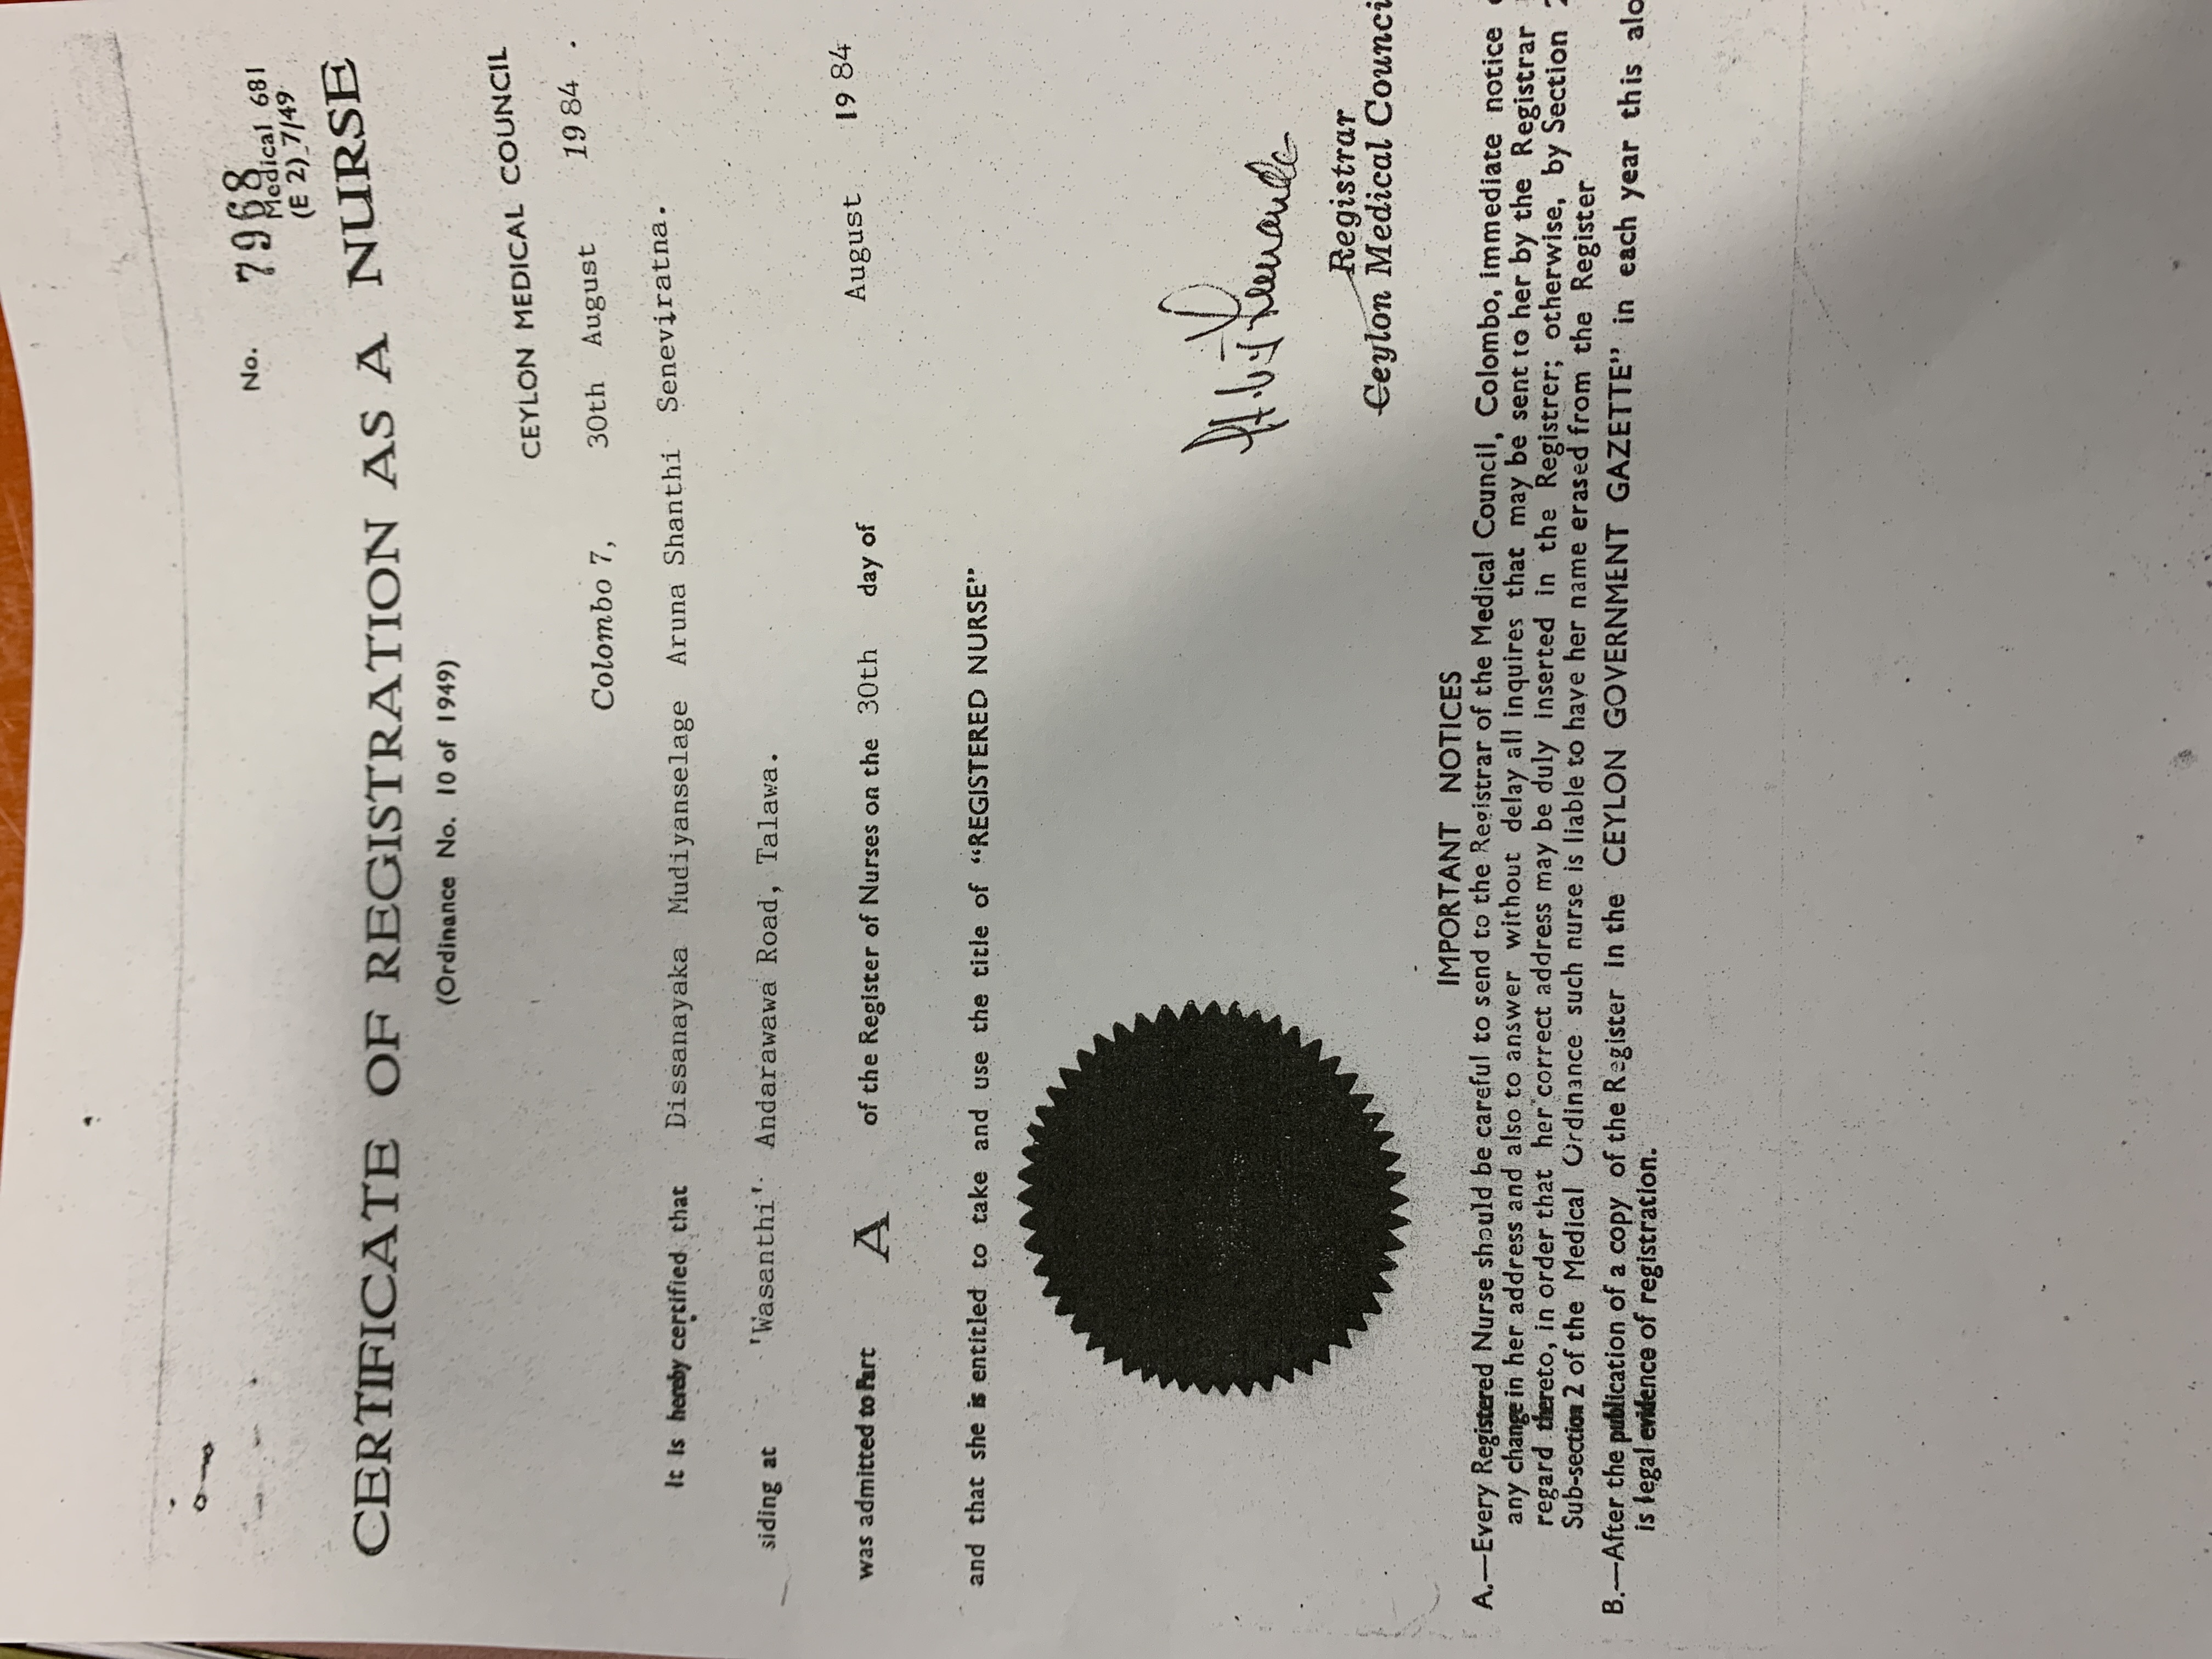 No. 7968
Medical 681
(E 2) 7/49
CERTIFICATE OF REGISTRATION AS A NURSE
(Ordinance No. 10 of 1949)
CEYLON MEDICAL COUNCIL
Colombo 7, 30th August 1984 .
It is hereby certified that Dissanayaka Mudiyanselage Aruna Shanthi Seneviratna.
siding at 'Wasanthi' Andarawawa Road, Talawa.
was admitted to Part A of the Register of Nurses on the 30th day of August 1984
and that she is entitled to take and use the title of “REGISTERED NURSE”
Registrar
Ceylon Medical Counci
IMPORTANT NOTICES
A.—Every Registered Nurse should be careful to send to the Registrar of the Medical Council, Colombo, immediate notice
any change in her address and also to answer without delay all inquires that may be sent to her by the Registrar
regard thereto, in order that her correct address may be duly inserted in the Registrer; otherwise, by Section 2
Sub-section 2 of the Medical Ordinance such nurse is liable to have her name erased from the Register
B.—After the publication of a copy of the Register in the CEYLON GOVERNMENT GAZETTE” in each year this alo
is legal evidence of registration.